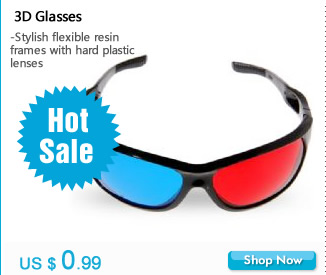 3D Glasses
-Stylish flexible resin
frames with hard plastic
lenses
Hot
Sale
US $ 0.99
Shop Now